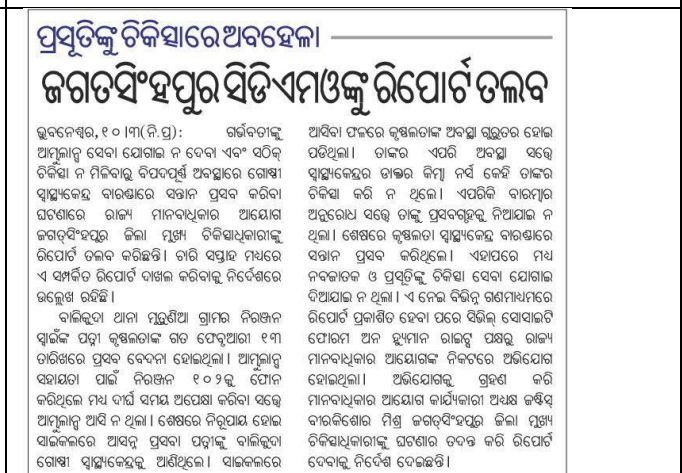 ପ୍ରସୂତିଙ୍କୁ ଚିକିତ୍ସାରେ ଅବହେଳା
ଜଗତସିଂହପୁର ସିଡିଏମଓଙ୍କୁ ରିପୋର୍ଟ ତଲବ
ଭୁବନେଶ୍ୱର, ୧୦।୩(ନି.ପ୍ର): ଗର୍ଭବତୀଙ୍କୁ
ଆମ୍ବୁଲାନ୍ସ ସେବା ଯୋଗାଇ ନ ଦେବା ଏବଂ ସଠିକ୍
ଚିକିତ୍ସା ନ ମିଳିବାରୁ ବିପଦପୂର୍ଣ୍ଣ ଅବସ୍ଥାରେ ଗୋଷ୍ଠୀ
ସ୍ୱାସ୍ଥ୍ୟକେନ୍ଦ୍ର ବାରଣ୍ଡାରେ ସନ୍ତାନ ପ୍ରସବ କରିବା
ଘଟଣାରେ ରାଜ୍ୟ ମାନବାଧିକାର ଆୟୋଗ
ଜଗତ୍‌ସିଂହପୁର ଜିଲା ମୁଖ୍ୟ ଚିକିତ୍ସାଧିକାରୀଙ୍କୁ
ରିପୋର୍ଟ ତଲବ କରିଛନ୍ତି। ଚାରି ସପ୍ତାହ ମଧ୍ୟରେ
ଏ ସମ୍ପର୍କିତ ରିପୋର୍ଟ ଦାଖଲ କରିବାକୁ ନିର୍ଦେଶରେ
ଉଲ୍ଲେଖ ରହିଛି।
ବାଲିକୁଦା ଥାନା ମୁତୁଣିଆ ଗ୍ରାମର ନିରଞ୍ଜନ
ସ୍ୱାଇଁଙ୍କ ପତ୍ନୀ କୃଷଲତାଙ୍କ ଗତ ଫେବୃଆରୀ ୧୩
ତାରିଖରେ ପ୍ରସବ ବେଦନା ହୋଇଥିଲା। ଆମ୍ବୁଲାନ୍ସ
ସହାୟତା ପାଇଁ ନିରଞ୍ଜନ ୧୦୨କୁ ଫୋନ
କରିଥିଲେ ମଧ୍ୟ ଦୀର୍ଘ ସମୟ ଅପେକ୍ଷା କରିବା ସତ୍ତ୍ୱେ
ଆମ୍ବୁଲାନ୍ସ ଆସି ନ ଥିଲା। ଶେଷରେ ନିରୂପାୟ ହୋଇ
ସାଇକଲରେ ଆସନ୍ନ ପ୍ରସବା ପତ୍ନୀଙ୍କୁ ବାଲିକୁଦା
ଗୋଷ୍ଠୀ ସ୍ୱାସ୍ଥ୍ୟକେନ୍ଦ୍ରକୁ ଆଣିଥିଲେ। ସାଇକଲରେ
ଆସିବା ଫଳରେ କୃଷଲତାଙ୍କ ଅବସ୍ଥା ଗୁରୁତର ହୋଇ
ପଡିଥିଲା। ତାଙ୍କର ଏପରି ଅବସ୍ଥା ସତ୍ତ୍ୱେ
ସ୍ୱାସ୍ଥ୍ୟକେନ୍ଦ୍ରର ଡାକ୍ତର କିମ୍ବା ନର୍ସ କେହି ତାଙ୍କର
ଚିକିତ୍ସା କରି ନ ଥିଲେ। ଏପରିକି ବାରମ୍ବାର
ଅନୁରୋଧ ସତ୍ତ୍ୱେ ତାଙ୍କୁ ପ୍ରସବଗୃହକୁ ନିଆଯାଇ ନ
ଥିଲା। ଶେଷରେ କୃଷଲତା ସ୍ୱାସ୍ଥ୍ୟକେନ୍ଦ୍ର ବାରଣ୍ଡାରେ
ସନ୍ତାନ ପ୍ରସବ କରିଥିଲେ। ଏହାପରେ ମଧ୍ୟ
ନବଜାତକ ଓ ପ୍ରସୂତିଙ୍କୁ ଚିକିତ୍ସା ସେବା ଯୋଗାଇ
ଦିଆଯାଇ ନ ଥିଲା। ଏ ନେଇ ବିଭିନ୍ନ ଗଣମାଧ୍ୟମରେ
ରିପୋର୍ଟ ପ୍ରକାଶିତ ହେବା ପରେ ସିଭିଲ୍ ସୋସାଇଟି
ଫୋରମ ଅନ ହ୍ୟୁମାନ ରାଇଟ୍ସ ପକ୍ଷରୁ ରାଜ୍ୟ
ମାନବାଧିକାର ଆୟୋଗଙ୍କ ନିକଟରେ ଅଭିଯୋଗ
ହୋଇଥିଲା। ଅଭିଯୋଗକୁ ଗ୍ରହଣ କରି
ମାନବାଧିକାର ଆୟୋଗ କାର୍ଯ୍ୟକାରୀ ଅଧ୍ୟକ୍ଷ ଜଷ୍ଟିସ୍
ବୀରକିଶୋର ମିଶ୍ର ଜଗତ୍‌ସିଂହପୁର ଜିଲା ମୁଖ୍ୟ
ଚିକିତ୍ସାଧିକାରୀଙ୍କୁ ଘଟଣାର ତଦନ୍ତ କରି ରିପୋର୍ଟ
ଦେବାକୁ ନିର୍ଦେଶ ଦେଇଛନ୍ତି।